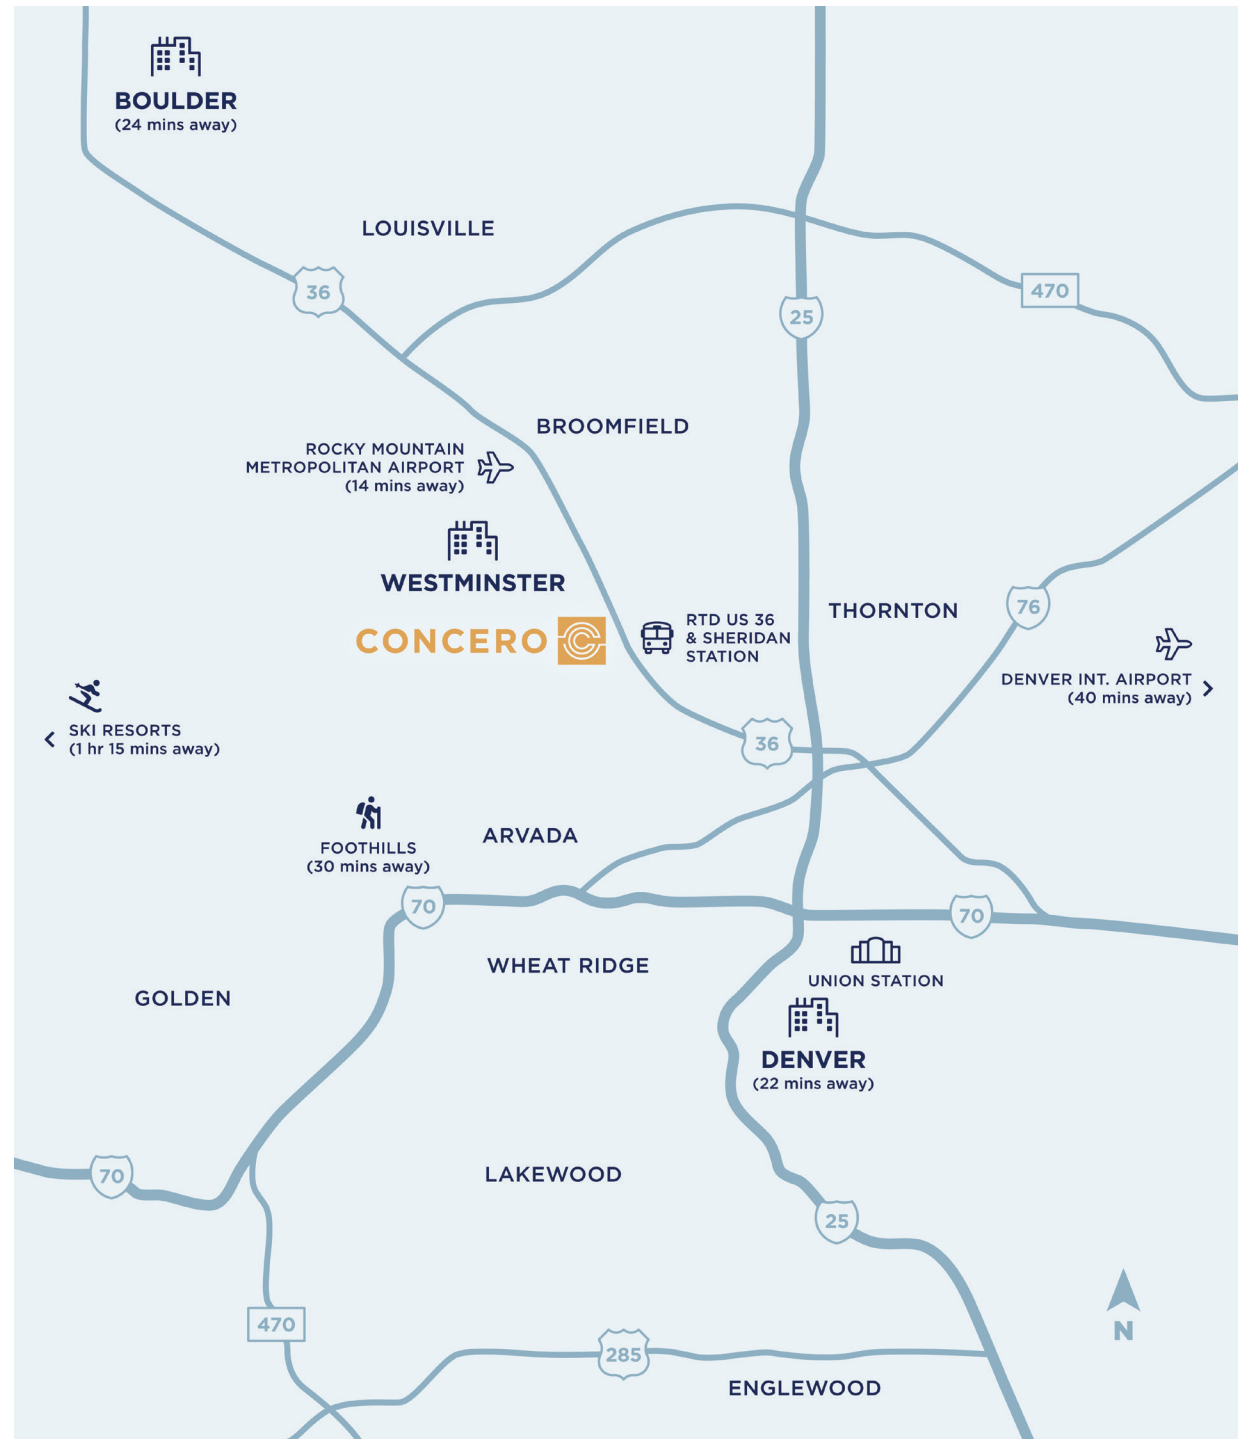 BOULDER
(24 mins away)
LOUISVILLE
36
470
25
BROOMFIELD
ROCKY MOUNTAIN
METROPOLITAN AIRPORT
(14 mins away)
WESTMINSTER
CONCERO
RTD US 36
& SHERIDAN
STATION
THORNTON
76
DENVER INT. AIRPORT
(40 mins away)
SKI RESORTS
(1 hr 15 mins away)
36
FOOTHILLS
(30 mins away)
ARVADA
70
70
WHEAT RIDGE
UNION STATION
GOLDEN
DENVER
(22 mins away)
70
LAKEWOOD
25
470
285
N
ENGLEWOOD